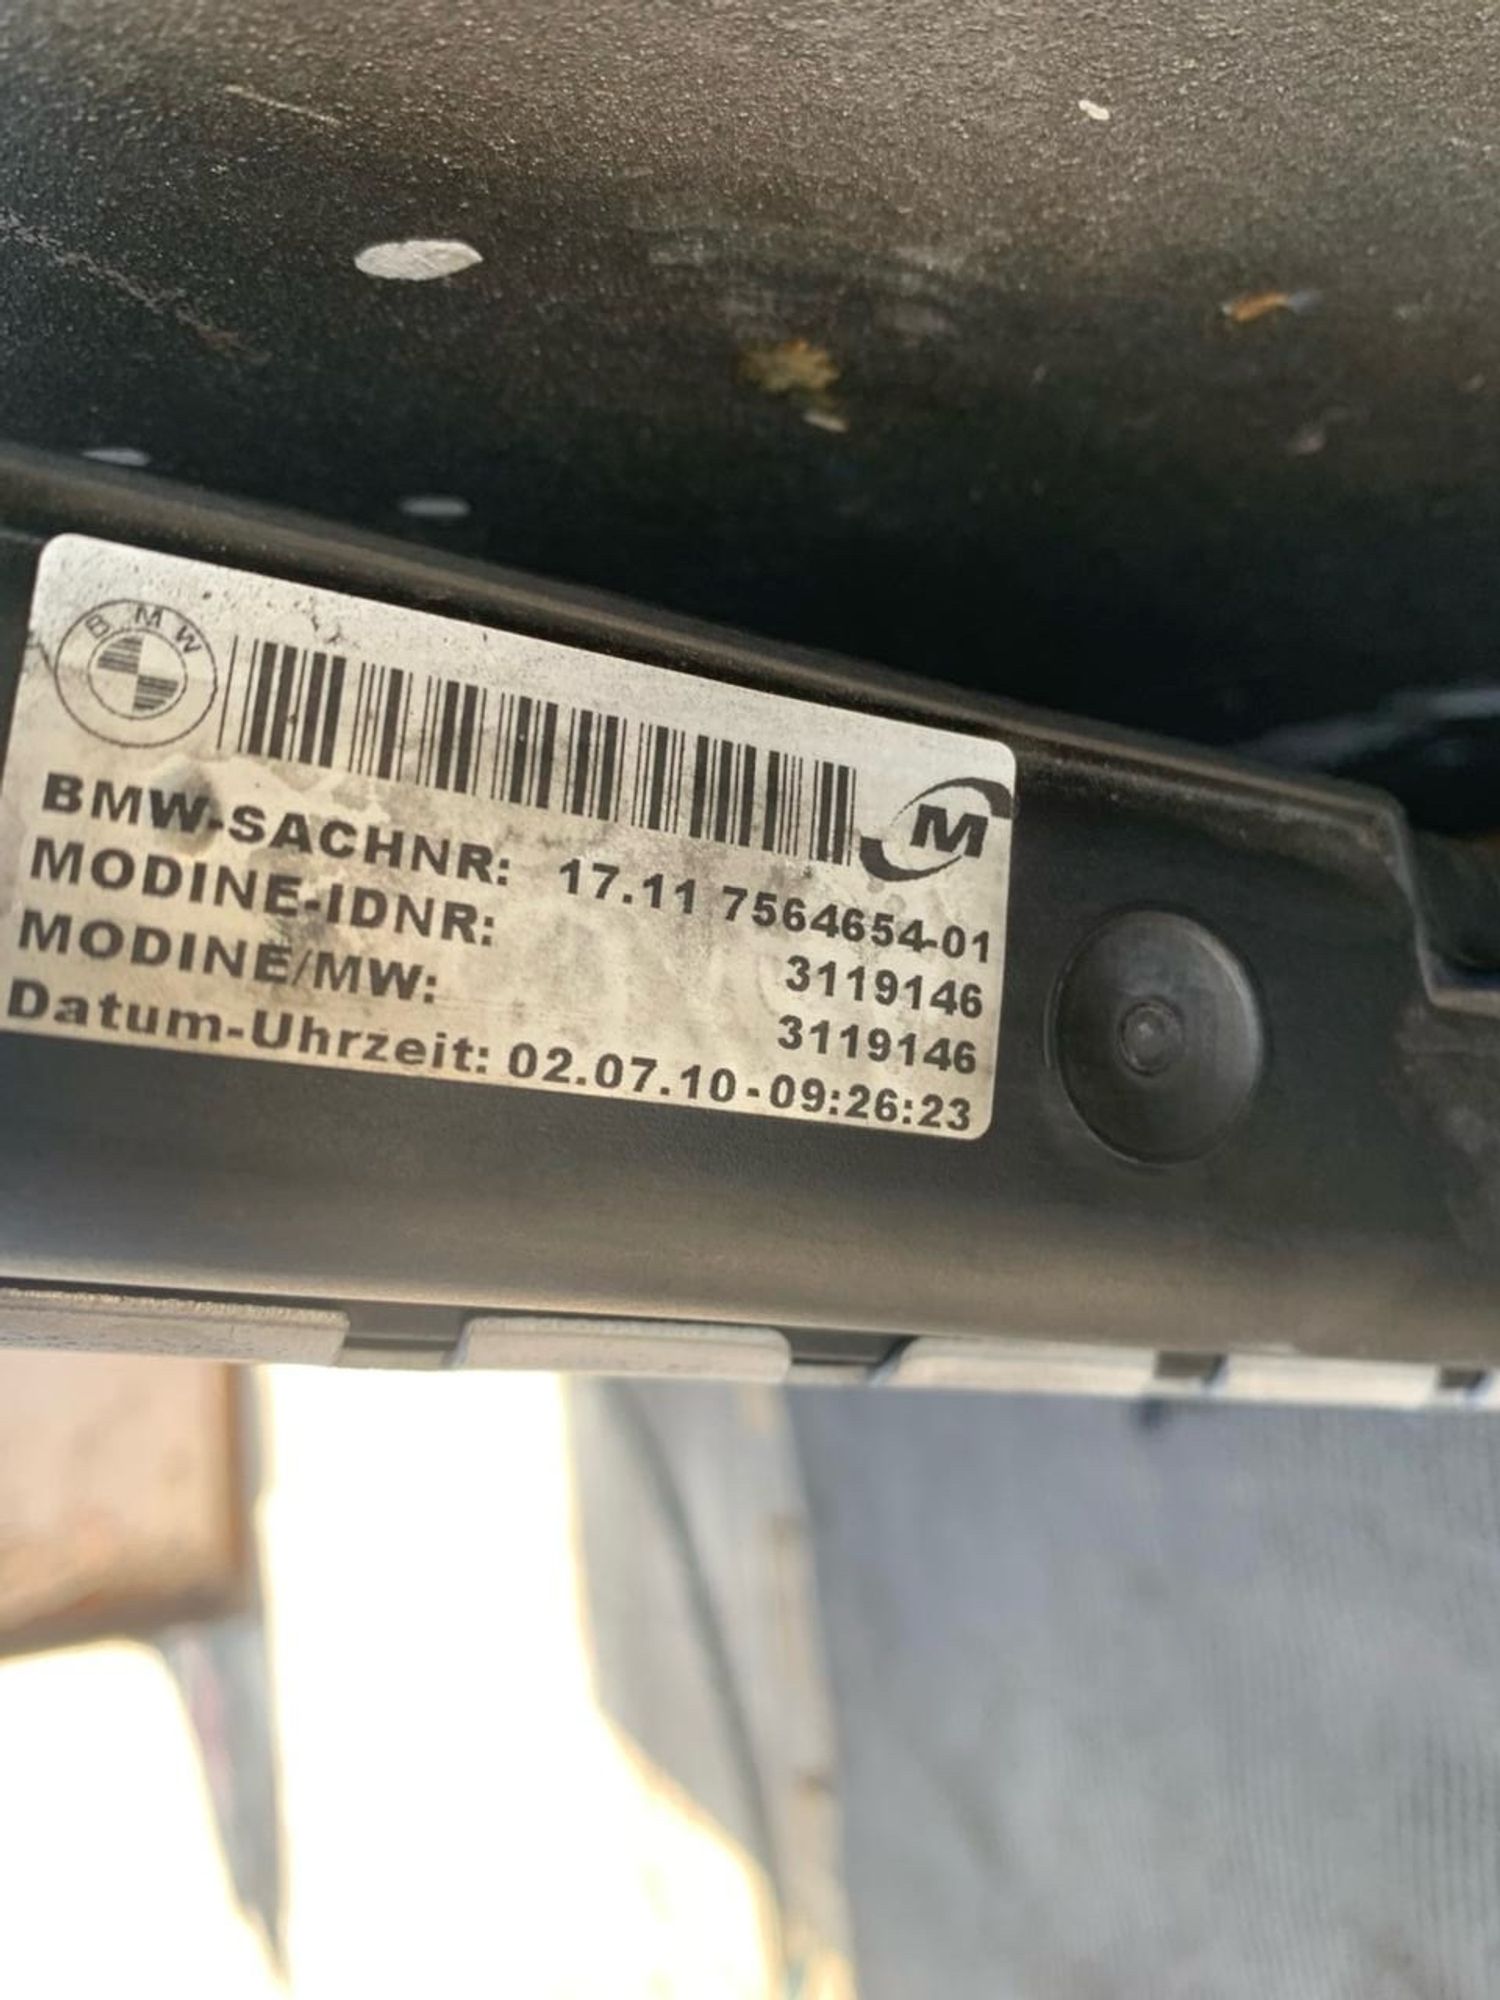 BMW
M
BMW-SACHNR: 17.11 7564654-01
MODINE-IDNR: 3119146
MODINE/MW: 3119146
Datum-Uhrzeit: 02.07.10-09:26:23